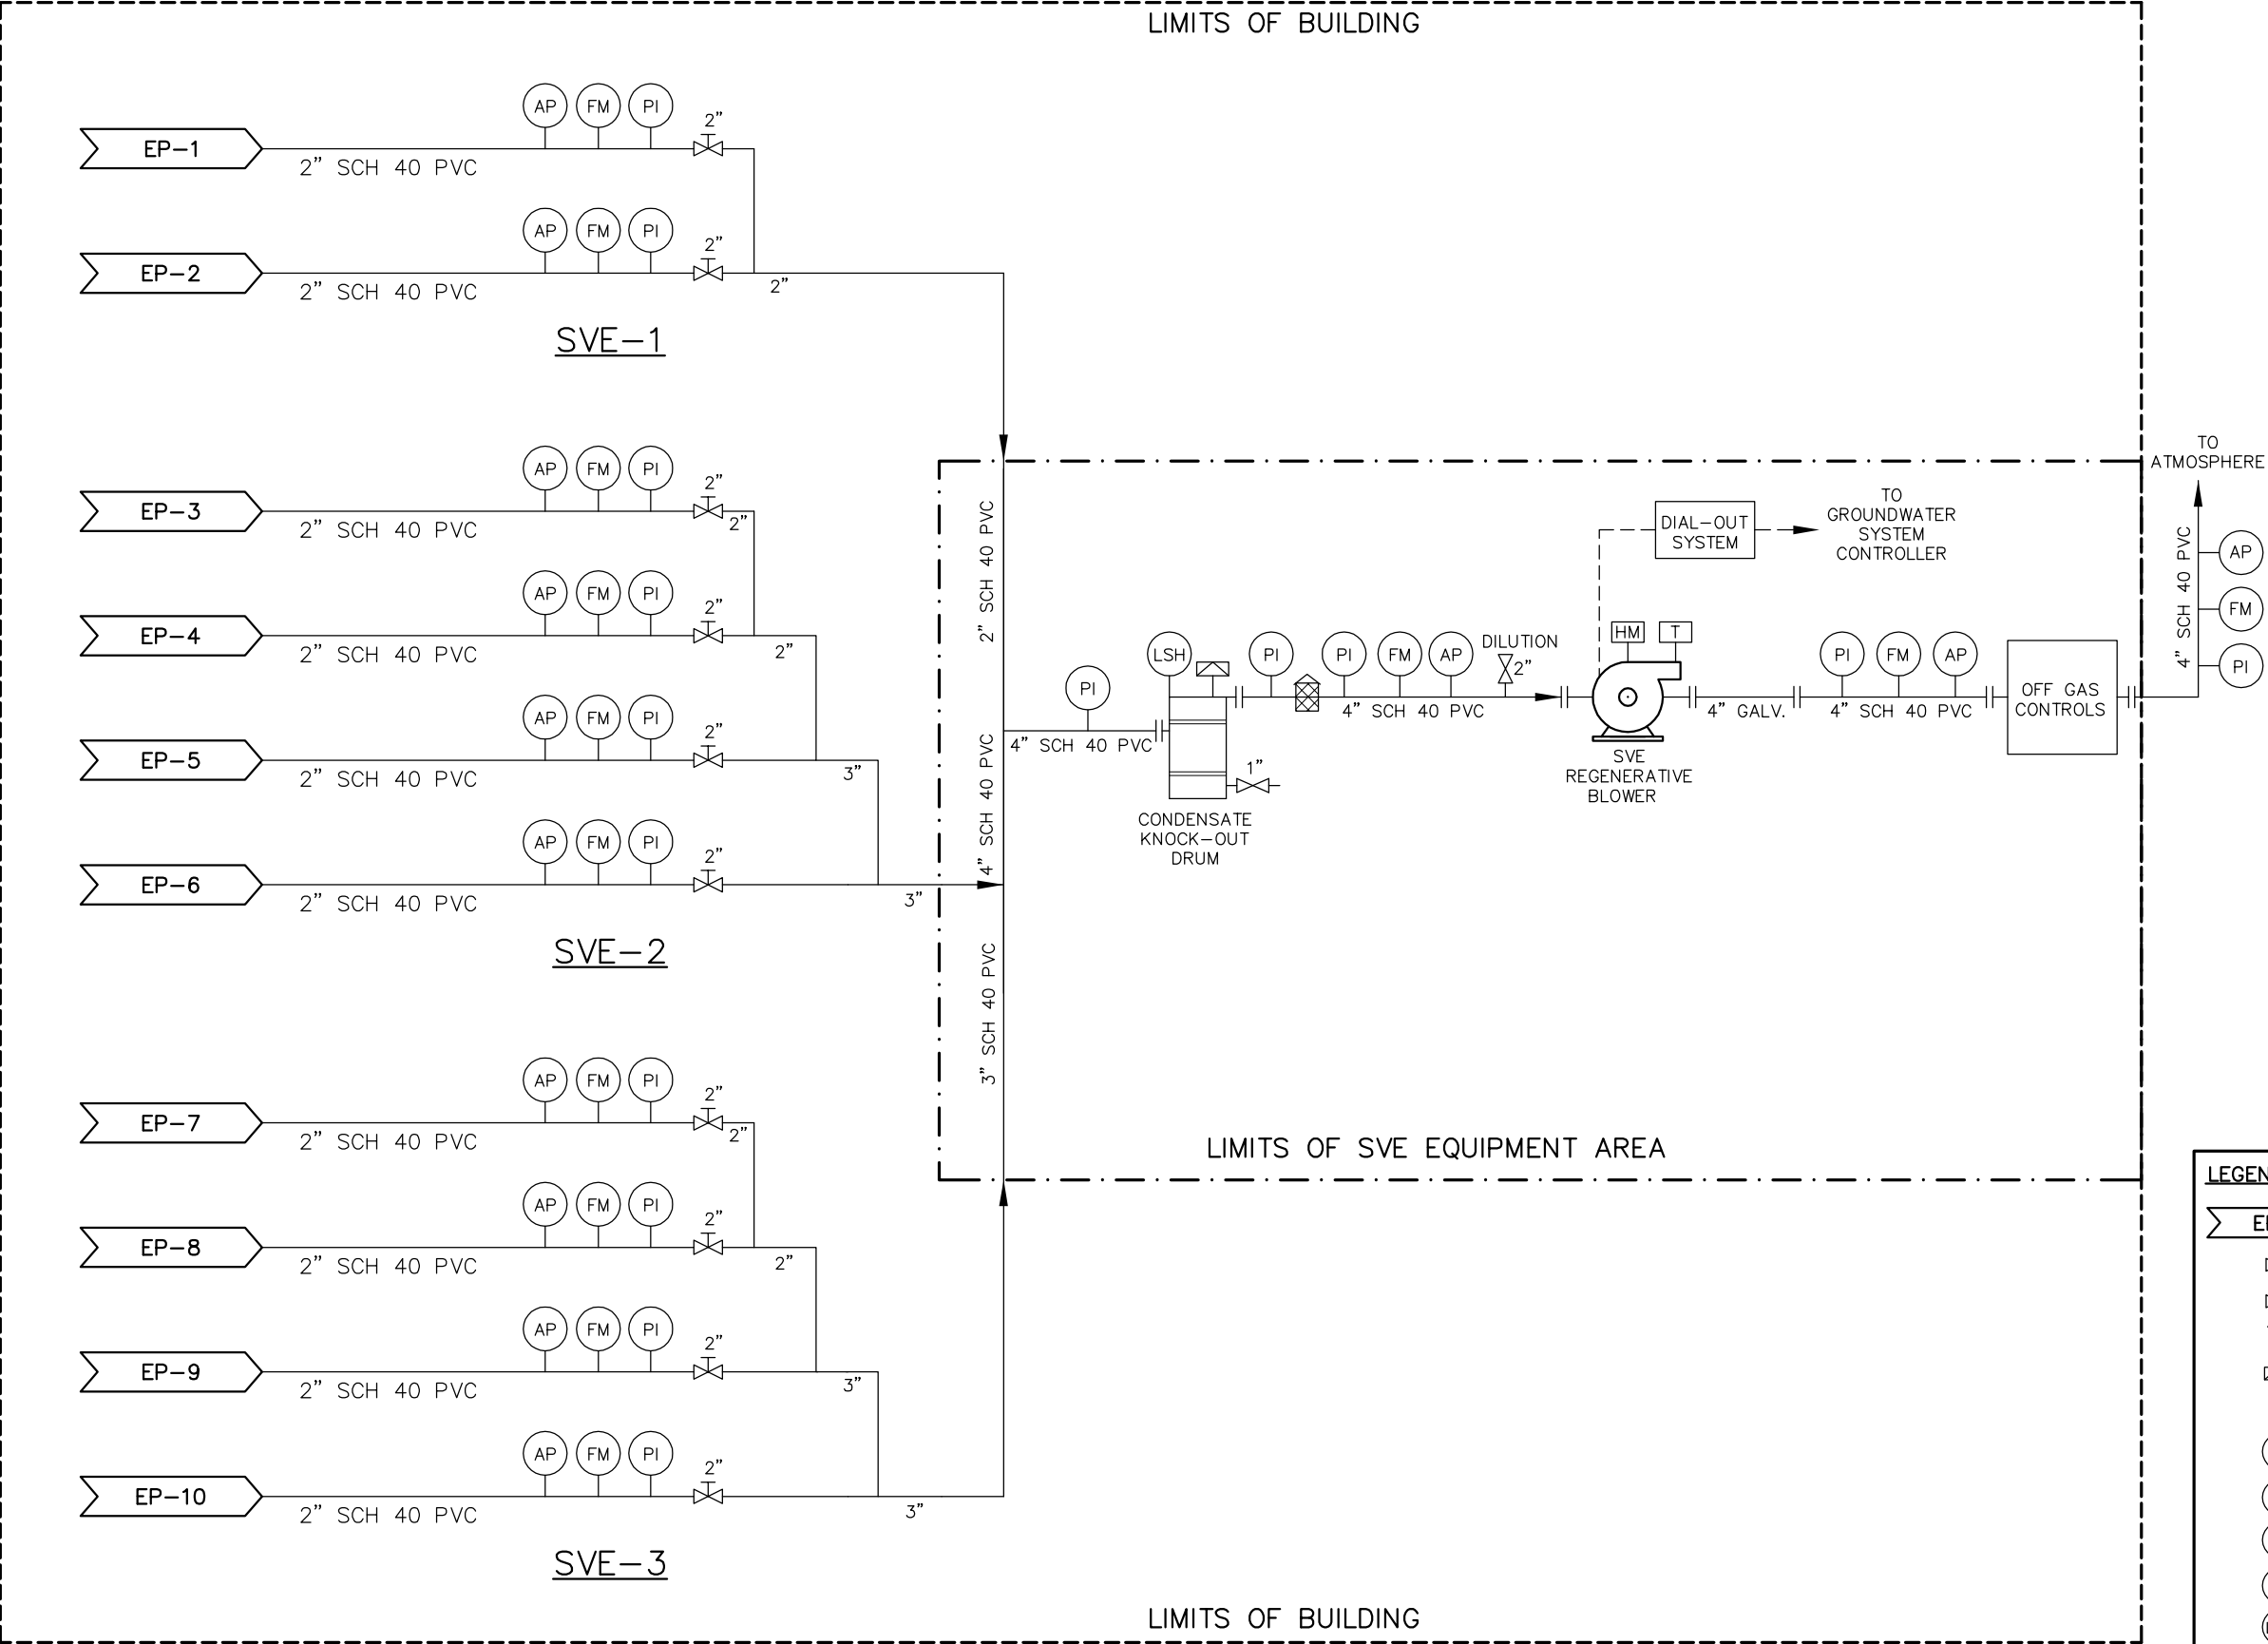 LIMITS OF BUILDING
AP FM PI 2”
EP-1
2” SCH 40 PVC
AP FM PI 2”
EP-2
2” SCH 40 PVC
2”
SVE-1
AP FM PI 2”
EP-3
2” SCH 40 PVC
2”
AP FM PI 2”
EP-4
2” SCH 40 PVC
2”
AP FM PI 2”
EP-5
2” SCH 40 PVC
3”
AP FM PI 2”
EP-6
2” SCH 40 PVC
3”
SVE-2
AP FM PI 2”
EP-7
2” SCH 40 PVC
2”
AP FM PI 2”
EP-8
2” SCH 40 PVC
2”
AP FM PI 2”
EP-9
2” SCH 40 PVC
3”
AP FM PI 2”
EP-10
2” SCH 40 PVC
3”
SVE-3
2” SCH 40 PVC
4” SCH 40 PVC
3” SCH 40 PVC
PI
4” SCH 40 PVC
LSH
1”
CONDENSATE
KNOCK-OUT
DRUM
PI
PI FM AP
4” SCH 40 PVC
DILUTION
2”
DIAL-OUT
SYSTEM
TO
GROUNDWATER
SYSTEM
CONTROLLER
HM T
SVE
REGENERATIVE
BLOWER
4” GALV.
PI FM AP
4” SCH 40 PVC
OFF GAS
CONTROLS
TO
ATMOSPHERE
4” SCH 40 PVC
AP
FM
PI
LIMITS OF SVE EQUIPMENT AREA
LIMITS OF BUILDING